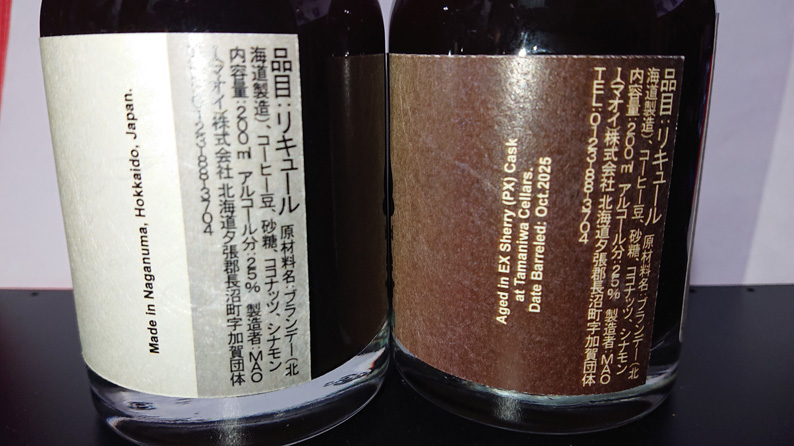 Made in Naganuma, Hokkaido, Japan.
品目:リキュール 原材料名:ブランデー(北
海道製造)、コーヒー豆、砂糖、ココナッツ、シナモン
内容量:200ml アルコール分:25% 製造者:MAO
I.マオイ株式会社 北海道夕張郡長沼町字加賀団体
Aged in EX Sherry (PX) Cask
at Tamaniwa Cellars.
Date Barreled: Oct.2025
品目:リキュール 原材料名:ブランデー(北
海道製造)、コーヒー豆、砂糖、ココナッツ、シナモン
内容量:200ml アルコール分:25% 製造者:MAO
マオイ株式会社 北海道夕張郡長沼町字加賀団体
TEL:0123-88-3704